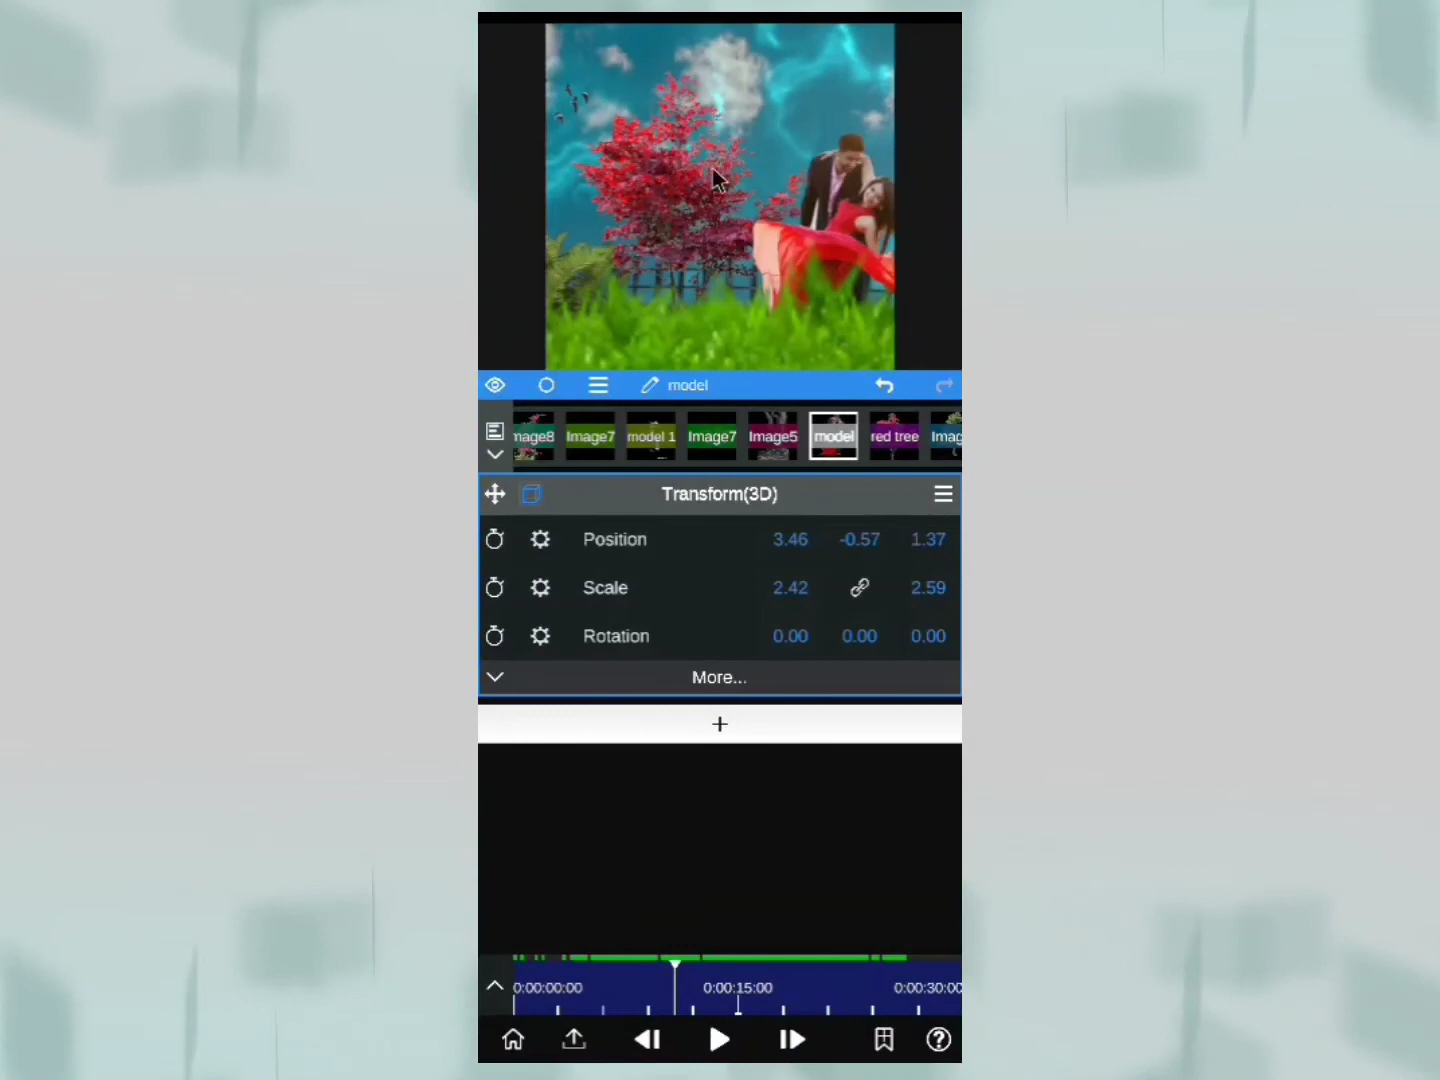 model
mage8 Image7 model 1 Image7 Image5 model red tree Imag
Transform(3D)
Position 3.46 -0.57 1.37
Scale 2.42 2.59
Rotation 0.00 0.00 0.00
More...
+
0:00:00:00 0:00:15:00 0:00:30:00
?